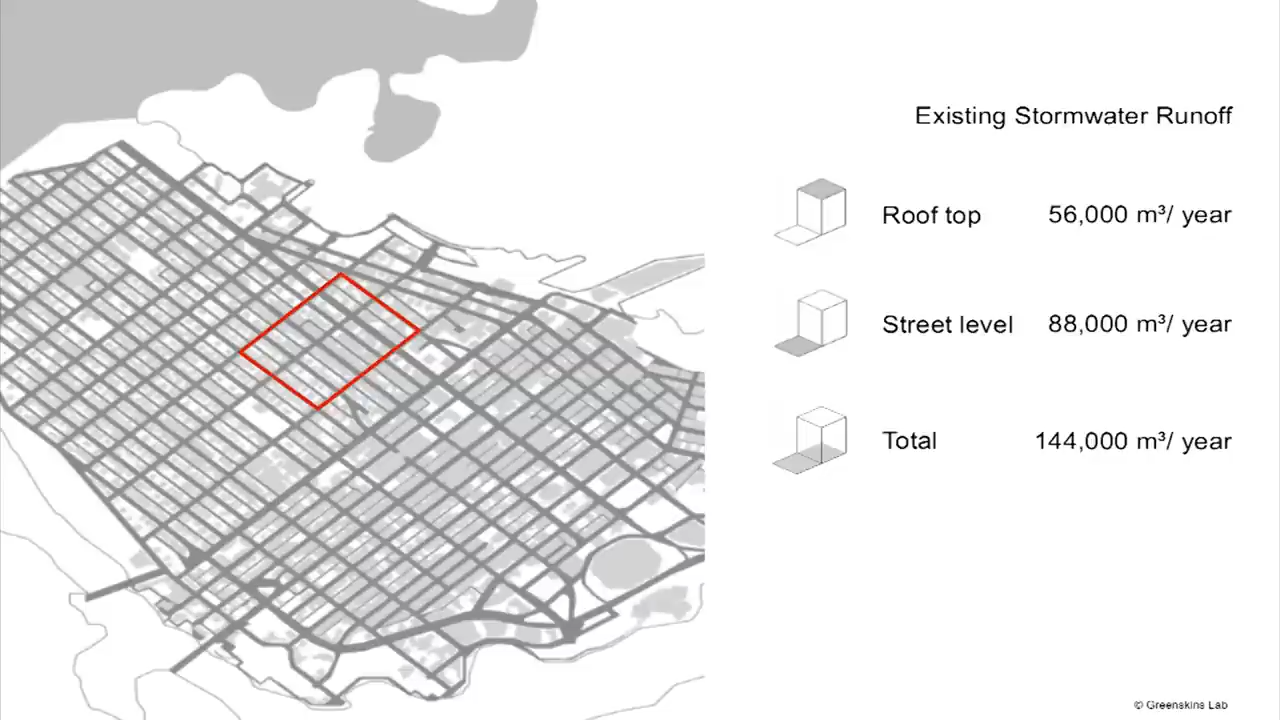 Existing Stormwater Runoff
Roof top 56,000 m³/ year
Street level 88,000 m³/ year
Total 144,000 m³/ year
© Greenskins Lab